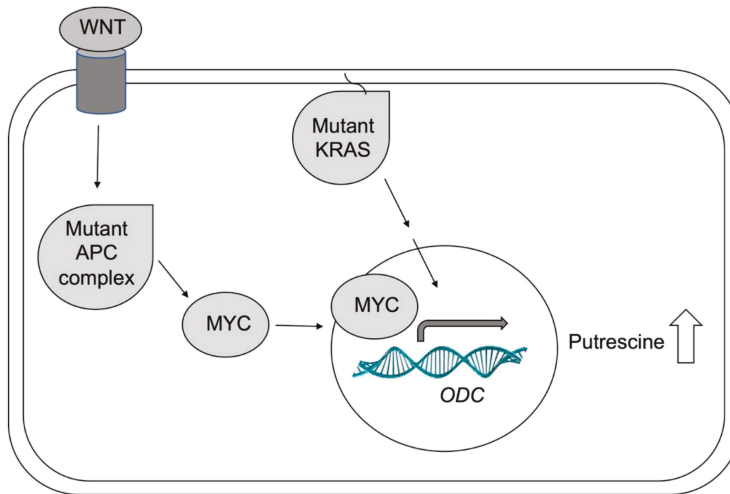 WNT
Mutant
KRAS
Mutant
APC
complex
MYC
MYC
Putrescine
ODC